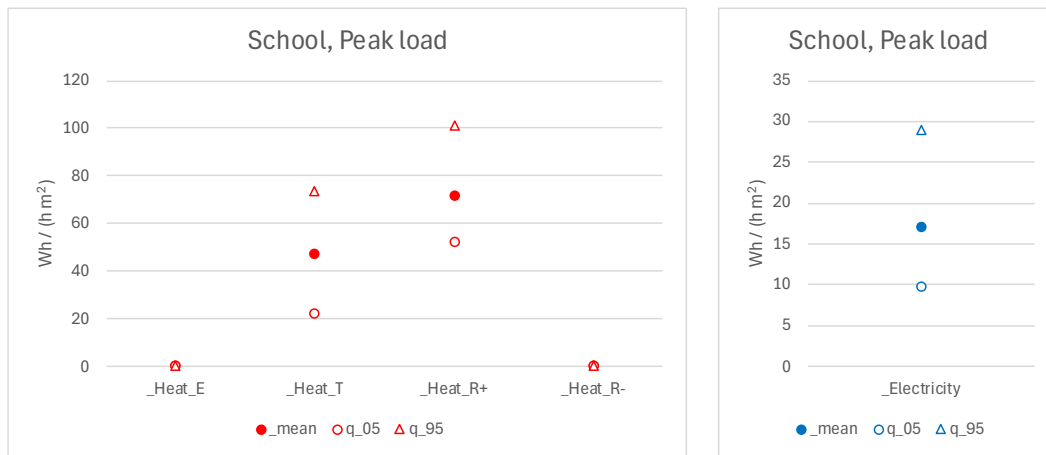 School, Peak load
Wh / (h m²)
120
100
80
60
40
20
0
_Heat_E _Heat_T _Heat_R+ _Heat_R-
_mean q_05 q_95
School, Peak load
Wh / (h m²)
35
30
25
20
15
10
5
0
_Electricity
_mean q_05 q_95